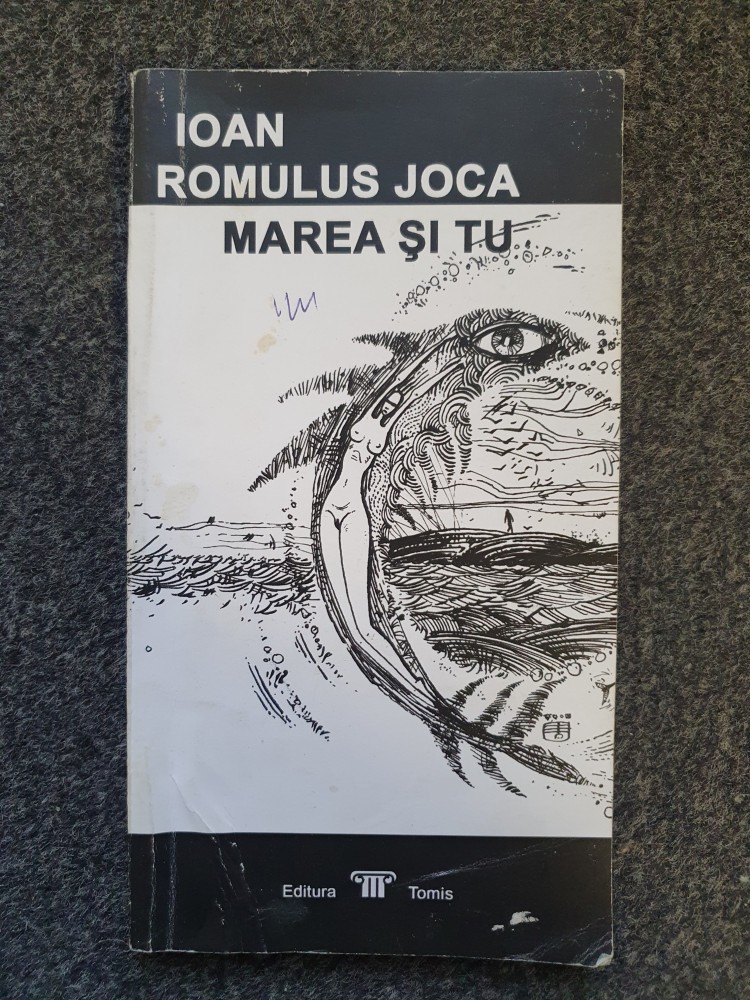 IOAN
ROMULUS JOCA
MAREA ŞI TU
Editura Tomis